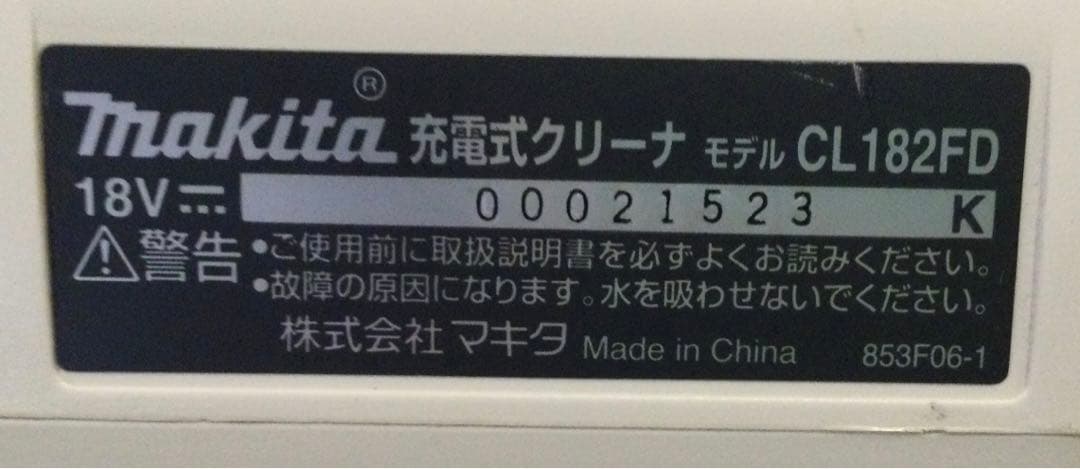 makita® 充電式クリーナ モデル CL182FD
18V⎓ 00021523 K
⚠警告 •ご使用前に取扱説明書を必ずよくお読みください。
•故障の原因になります。水を吸わせないでください。
株式会社 マキタ Made in China 853F06-1